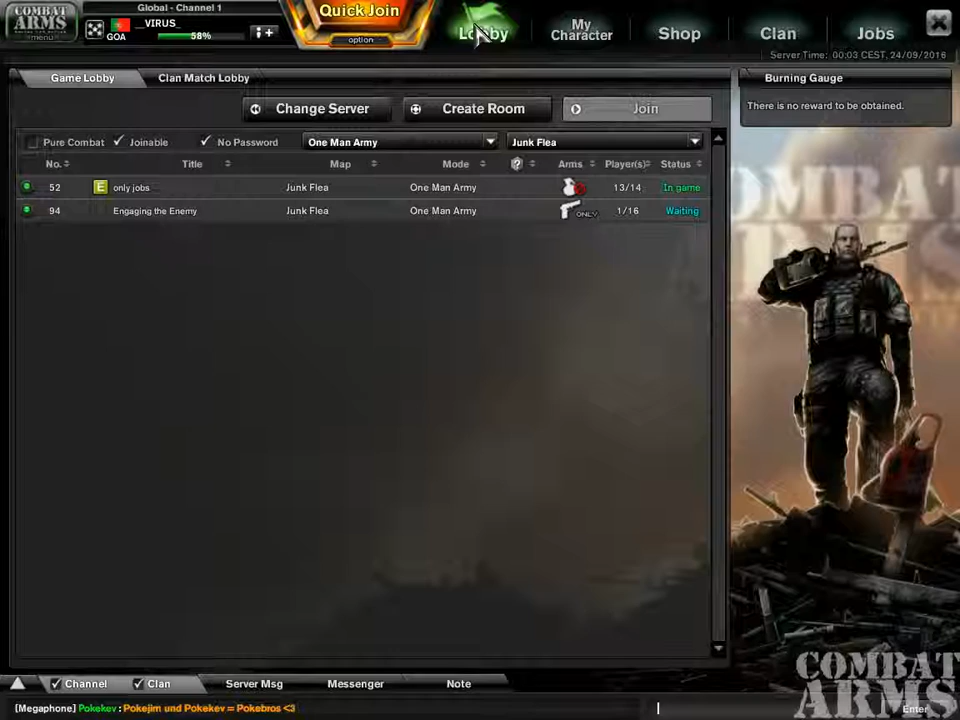 COMBAT
ARMS
menu
GOA
_VIRUS_
58%
Global - Channel 1
Quick Join
option
Lobby
My
Character
Shop
Clan
Jobs
Server Time: 00:03 CEST, 24/09/2016
Game Lobby
Clan Match Lobby
Burning Gauge
There is no reward to be obtained.
Change Server
Create Room
Join
Pure Combat
Joinable
No Password
One Man Army
Junk Flea
No. Title Map Mode Arms Player(s) Status
52 E only jobs Junk Flea One Man Army 13/14 In game
94 Engaging the Enemy Junk Flea One Man Army ONLY 1/16 Waiting
COMBAT
ARMS
Channel
Clan
Server Msg
Messenger
Note
[Megaphone] Pokekev : Pokejim und Pokekev = Pokebros <3
Enter
COMBAT
ARMS